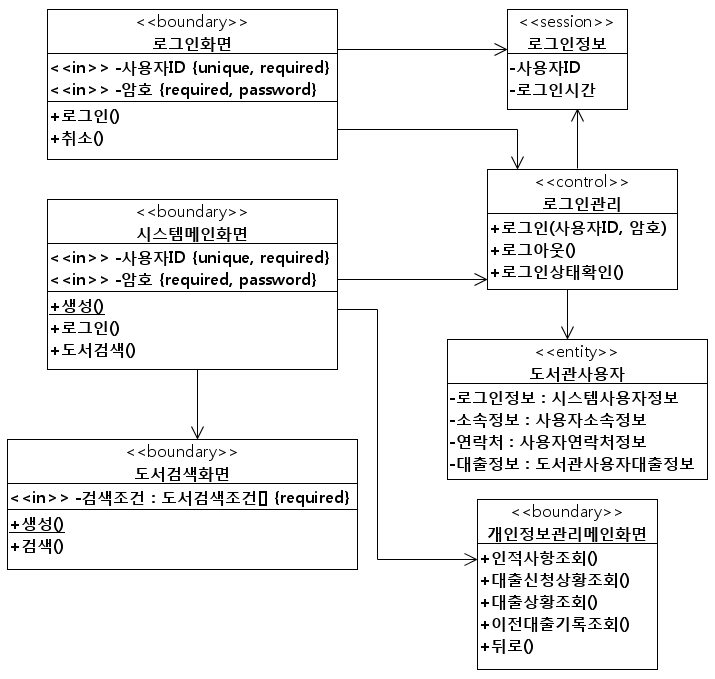 <<boundary>>
로그인화면
<<in>> -사용자ID {unique, required}
<<in>> -암호 {required, password}
+로그인()
+취소()
<<session>>
로그인정보
-사용자ID
-로그인시간
<<control>>
로그인관리
+로그인(사용자ID, 암호)
+로그아웃()
+로그인상태확인()
<<boundary>>
시스템메인화면
<<in>> -사용자ID {unique, required}
<<in>> -암호 {required, password}
+생성()
+로그인()
+도서검색()
<<entity>>
도서관사용자
-로그인정보 : 시스템사용자정보
-소속정보 : 사용자소속정보
-연락처 : 사용자연락처정보
-대출정보 : 도서관사용자대출정보
<<boundary>>
도서검색화면
<<in>> -검색조건 : 도서검색조건[] {required}
+생성()
+검색()
<<boundary>>
개인정보관리메인화면
+인적사항조회()
+대출신청상황조회()
+대출상황조회()
+이전대출기록조회()
+뒤로()